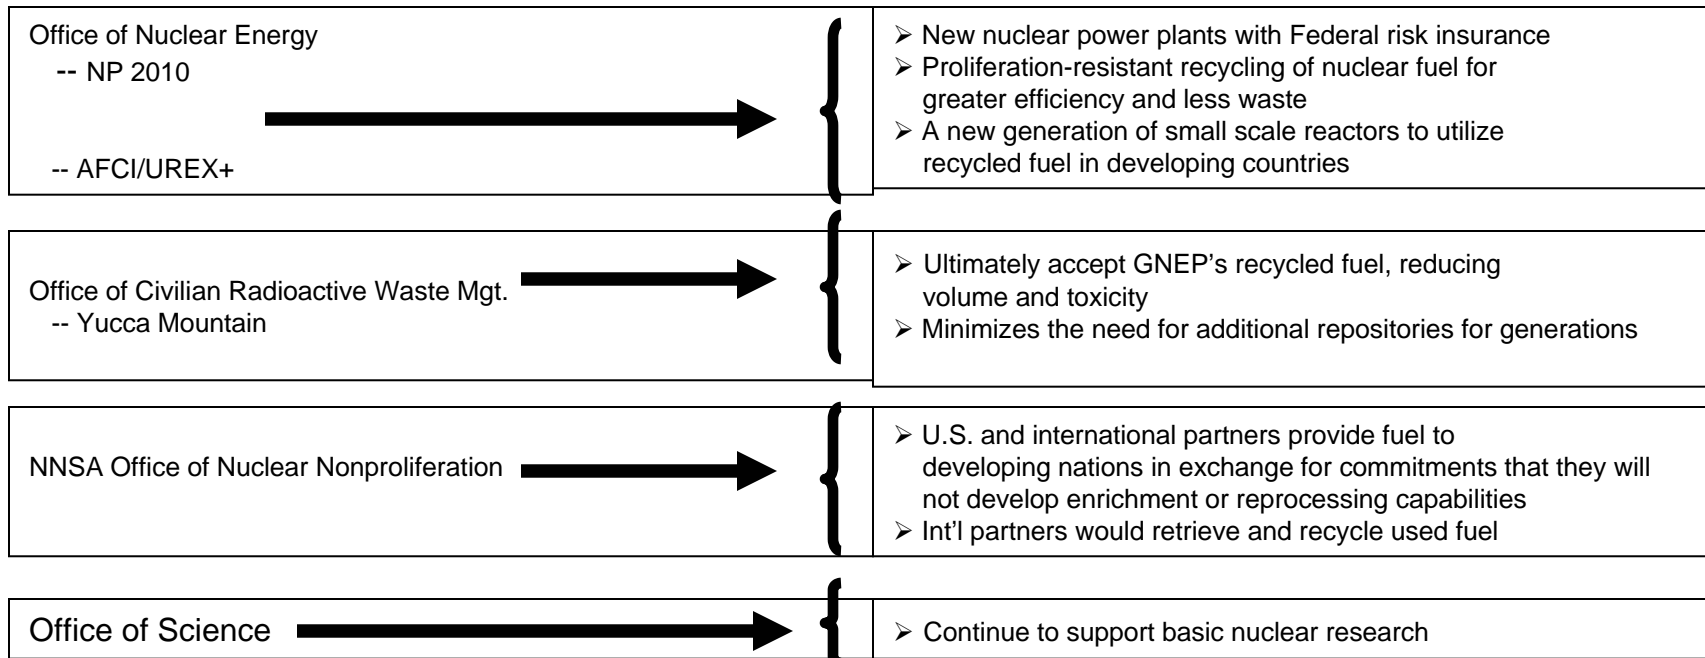 Office of Nuclear Energy
-- NP 2010
-- AFCI/UREX+
➢ New nuclear power plants with Federal risk insurance
➢ Proliferation-resistant recycling of nuclear fuel for
greater efficiency and less waste
➢ A new generation of small scale reactors to utilize
recycled fuel in developing countries
Office of Civilian Radioactive Waste Mgt.
-- Yucca Mountain
➢ Ultimately accept GNEP’s recycled fuel, reducing
volume and toxicity
➢ Minimizes the need for additional repositories for generations
NNSA Office of Nuclear Nonproliferation
➢ U.S. and international partners provide fuel to
developing nations in exchange for commitments that they will
not develop enrichment or reprocessing capabilities
➢ Int’l partners would retrieve and recycle used fuel
Office of Science
➢ Continue to support basic nuclear research